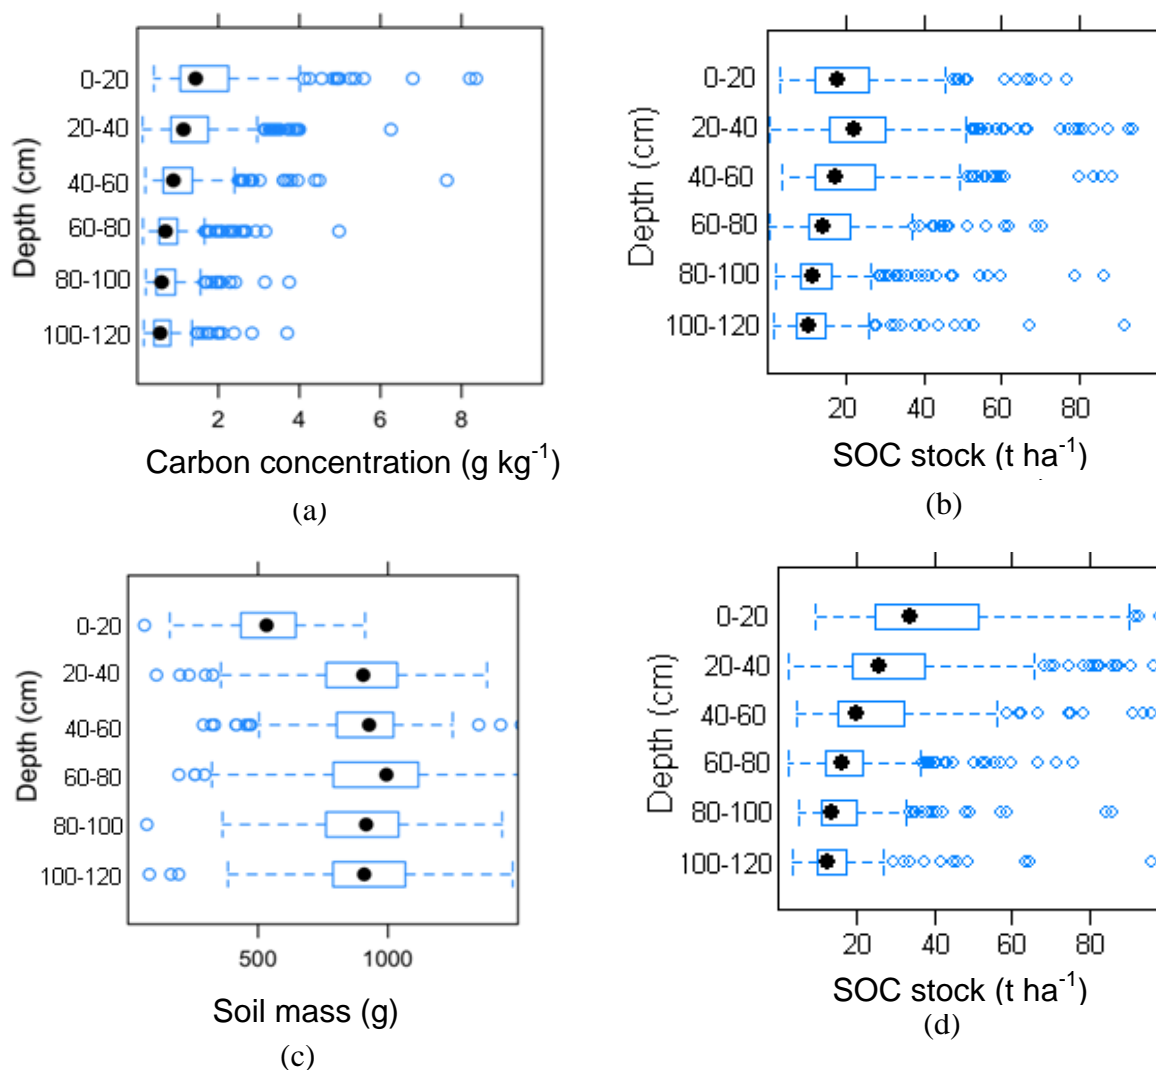 0-20
20-40
40-60
60-80
80-100
100-120
Depth (cm)
2 4 6 8
Carbon concentration (g kg⁻¹)
(a)
0-20
20-40
40-60
60-80
80-100
100-120
Depth (cm)
20 40 60 80
SOC stock (t ha⁻¹)
(b)
0-20
20-40
40-60
60-80
80-100
100-120
Depth (cm)
500 1000
Soil mass (g)
(c)
0-20
20-40
40-60
60-80
80-100
100-120
Depth (cm)
20 40 60 80
SOC stock (t ha⁻¹)
(d)